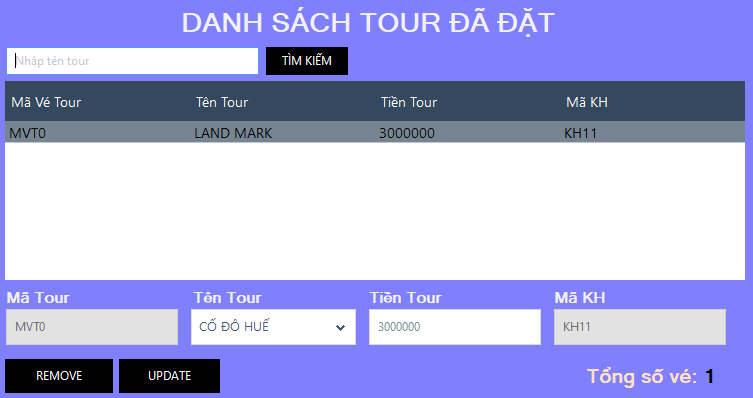 DANH SÁCH TOUR ĐÃ ĐẶT
Nhập tên tour TÌM KIẾM
Mã Vé Tour Tên Tour Tiền Tour Mã KH
MVT0 LAND MARK 3000000 KH11
Mã Tour Tên Tour Tiền Tour Mã KH
MVT0 CỐ ĐÔ HUẾ 3000000 KH11
REMOVE UPDATE Tổng số vé: 1